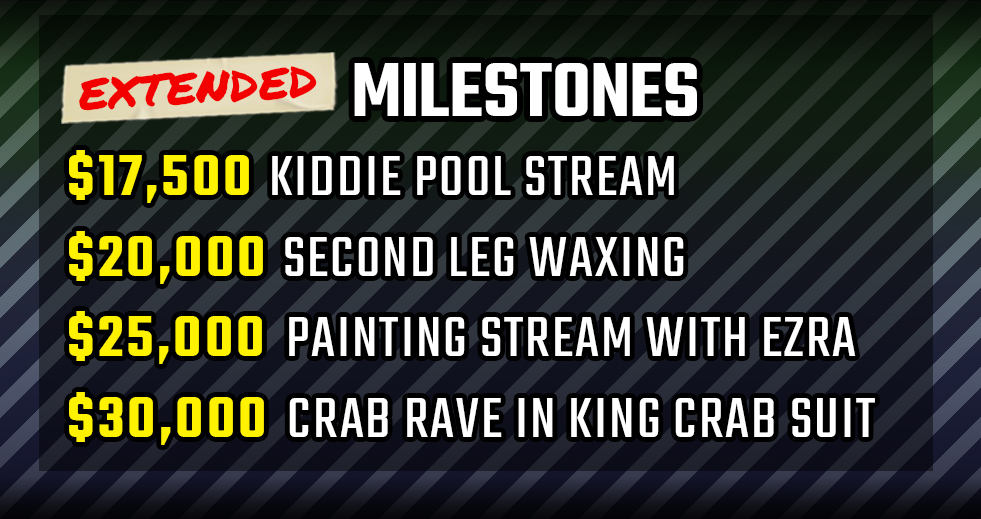 EXTENDED MILESTONES
$17,500 KIDDIE POOL STREAM
$20,000 SECOND LEG WAXING
$25,000 PAINTING STREAM WITH EZRA
$30,000 CRAB RAVE IN KING CRAB SUIT